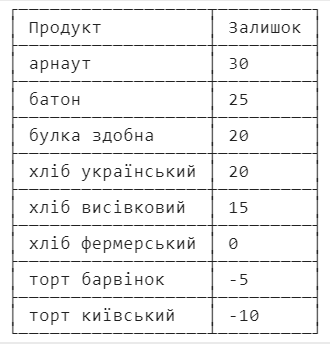 Продукт Залишок
арнаут 30
батон 25
булка здобна 20
хліб український 20
хліб висівковий 15
хліб фермерський 0
торт барвінок -5
торт київський -10